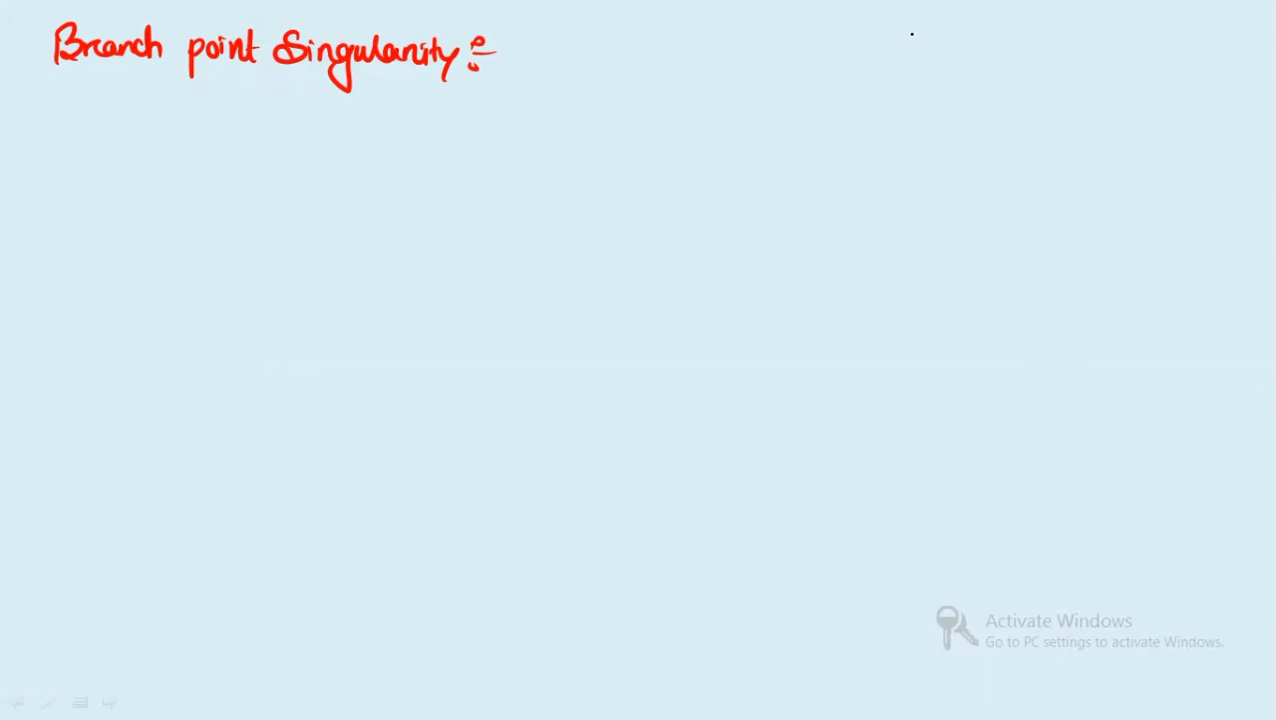 Branch point Singularity :-
Activate Windows
Go to PC settings to activate Windows.